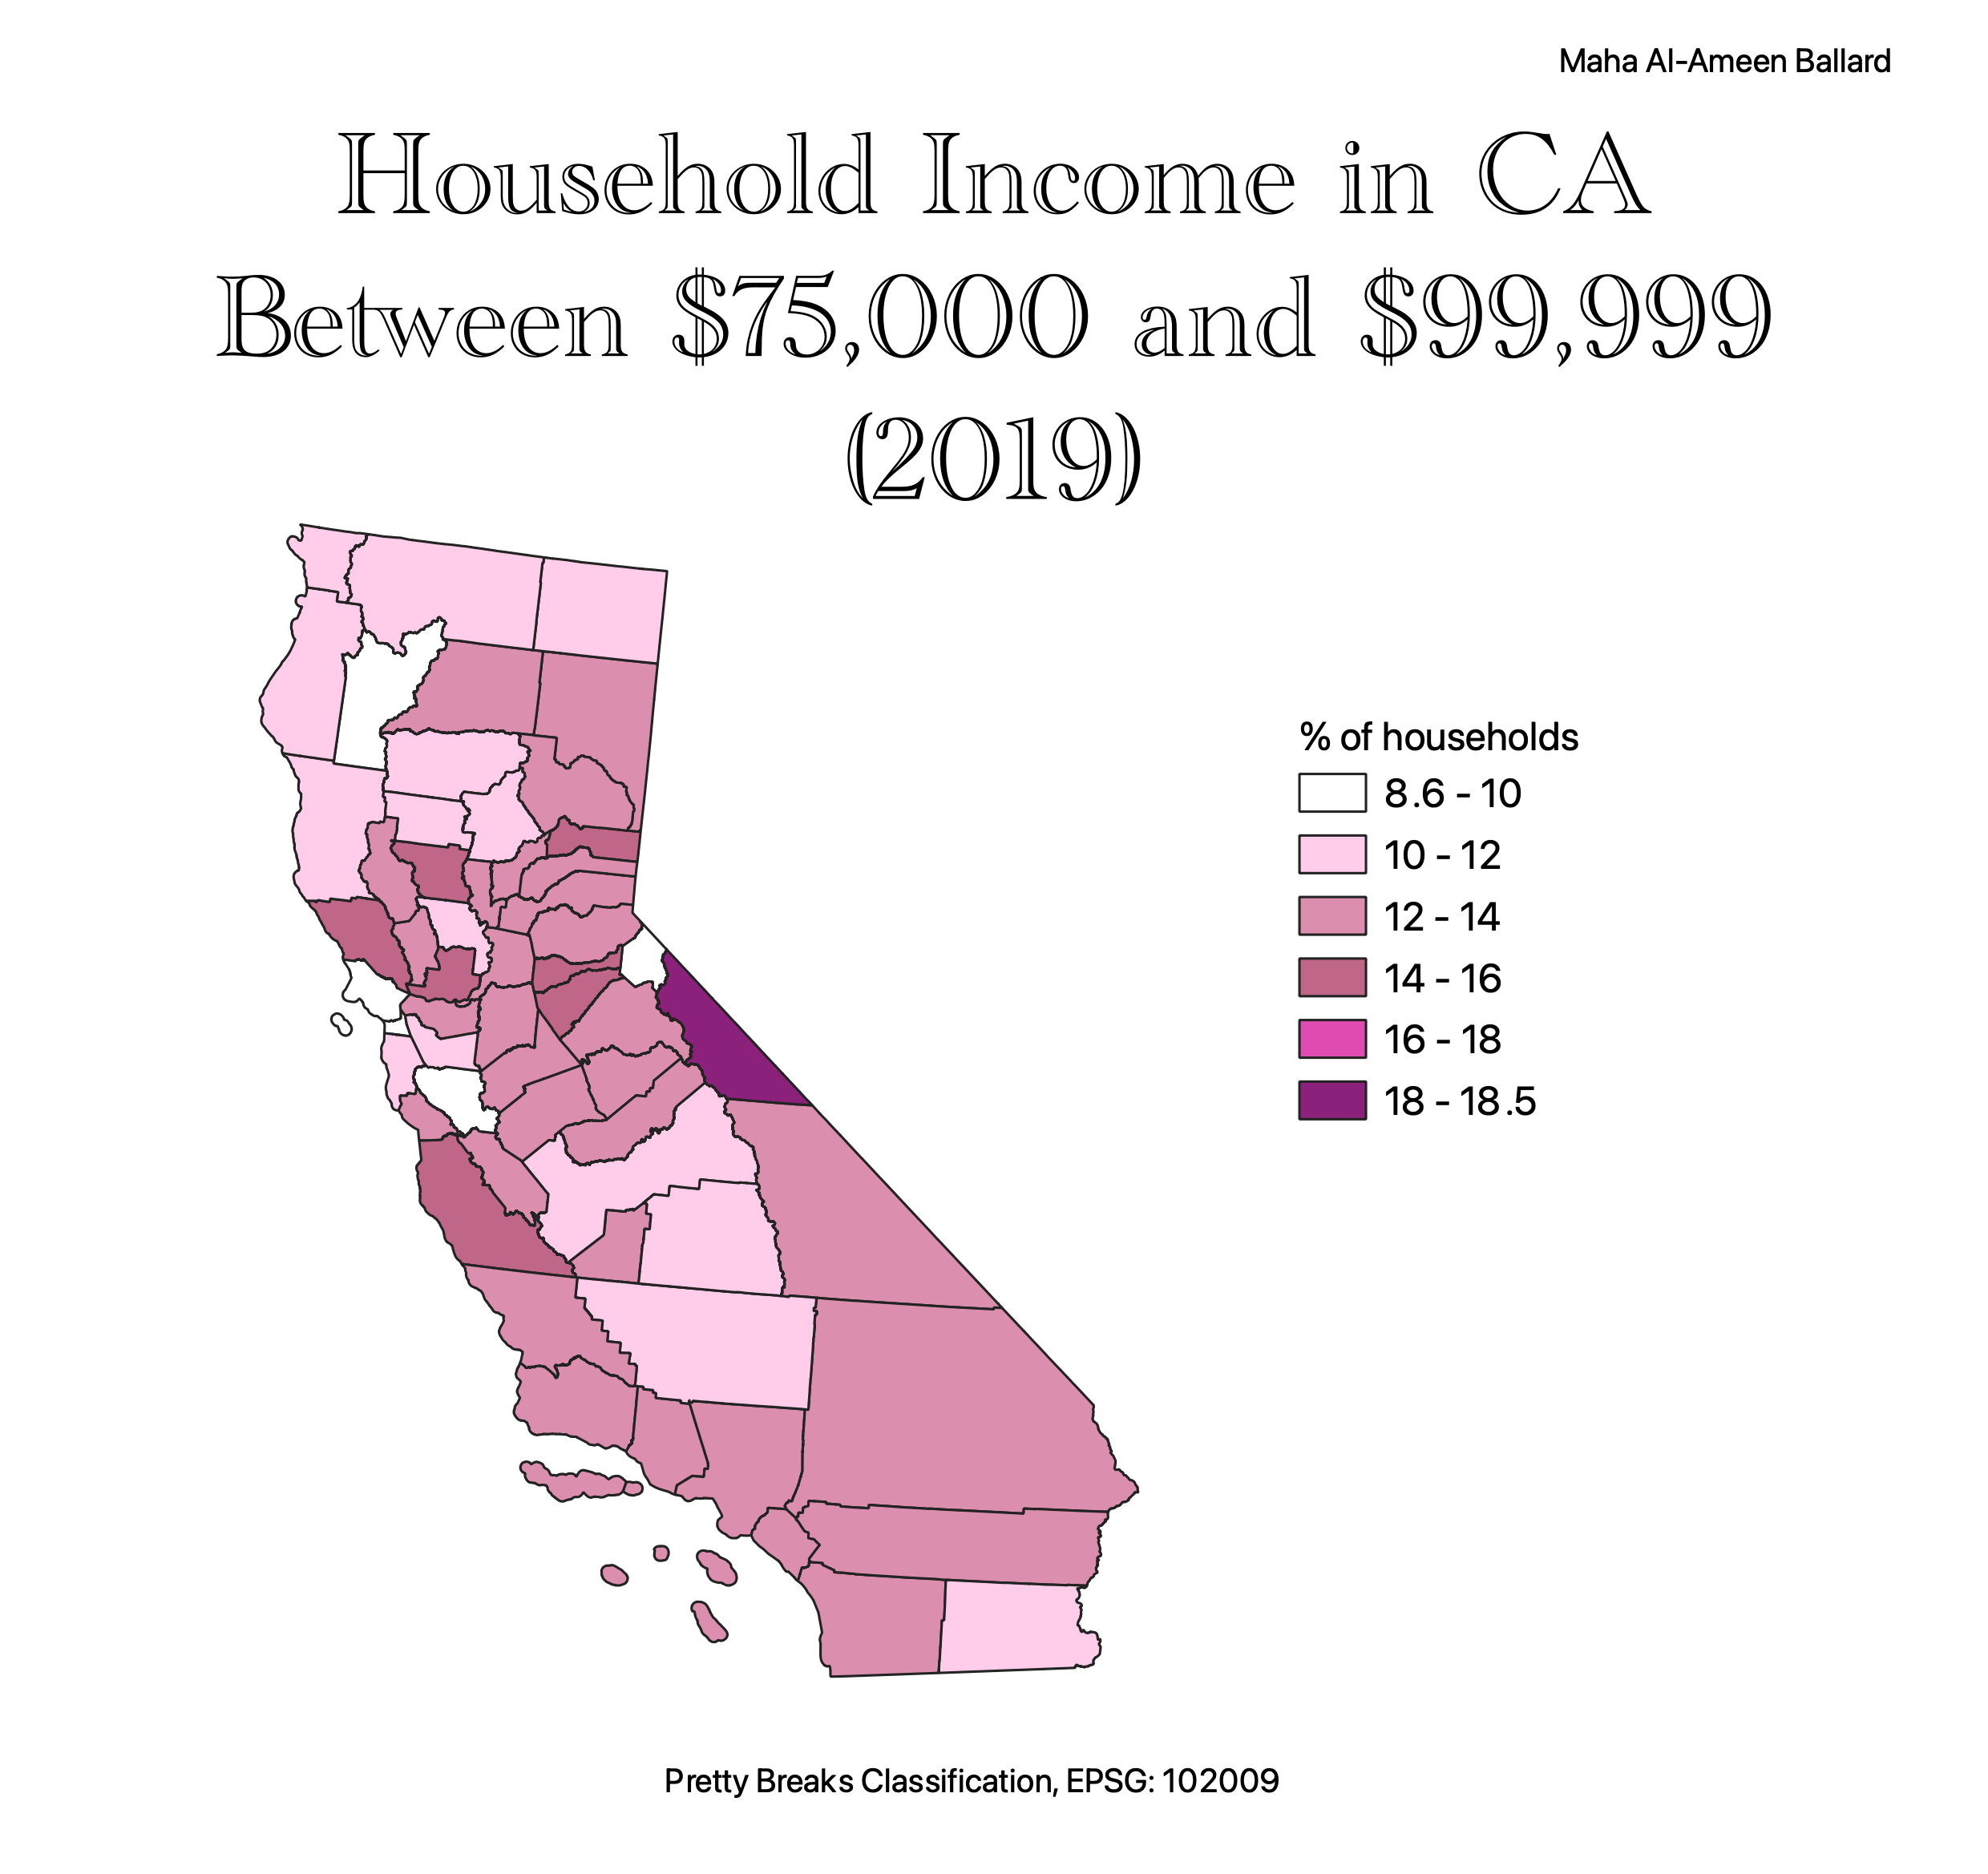 Maha Al-Ameen Ballard
Household Income in CA
Between $75,000 and $99,999
(2019)
% of households
8.6 - 10
10 - 12
12 - 14
14 - 16
16 - 18
18 - 18.5
Pretty Breaks Classification, EPSG: 102009